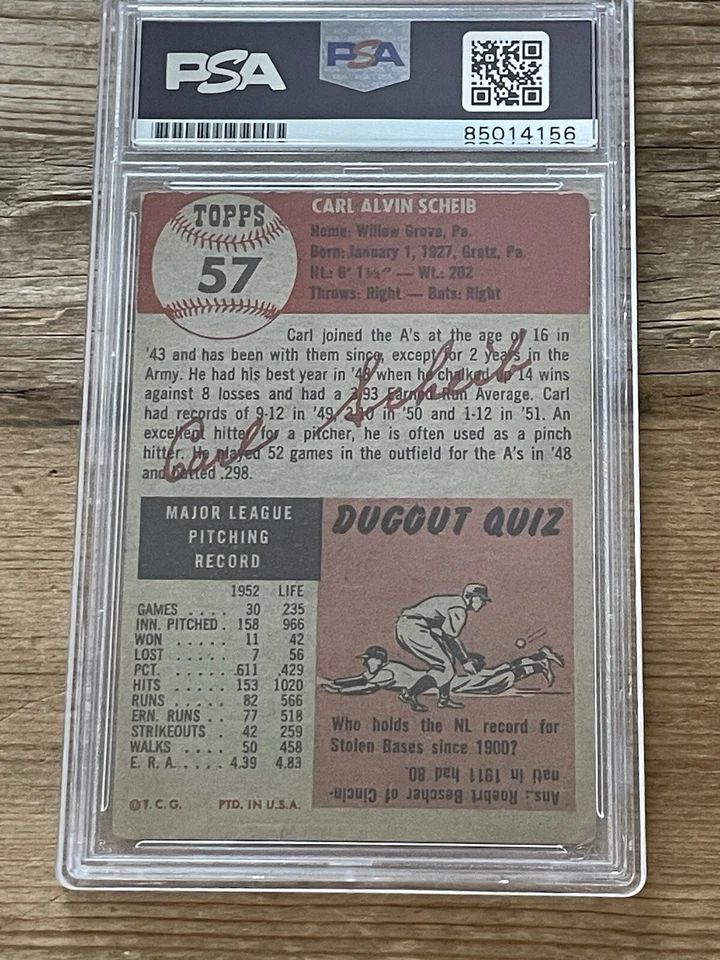 PSA PSA
85014156
TOPPS
57
CARL ALVIN SCHEIB
Home: Willow Grove, Pa.
Born: January 1, 1927, Gratz, Pa.
Ht.: 6' 1½" — Wt.: 202
Throws: Right — Bats: Right
Carl joined the A's at the age of 16 in
'43 and has been with them since, except for 2 years in the
Army. He had his best year in '48 when he chalked up 14 wins
against 8 losses and had a 3.93 Earned Run Average. Carl
had records of 9-12 in '49, 3-10 in '50 and 1-12 in '51. An
excellent hitter for a pitcher, he is often used as a pinch
hitter. He played 52 games in the outfield for the A's in '48
and batted .298.
Carl Scheib
MAJOR LEAGUE
PITCHING
RECORD
1952 LIFE
GAMES . . . . 30 235
INN. PITCHED . 158 966
WON . . . . . 11 42
LOST . . . . . 7 56
PCT. . . . . . .611 .429
HITS . . . . . 153 1020
RUNS . . . . . 82 566
ERN. RUNS . . 77 518
STRIKEOUTS . 42 259
WALKS . . . . 50 458
E. R. A. . . . . 4.39 4.83
©T. C. G. PTD. IN U.S.A.
DUGOUT QUIZ
Who holds the NL record for
Stolen Bases since 1900?
Ans.: Roebrt Bescher of Cincin-
nati in 1911 had 80.